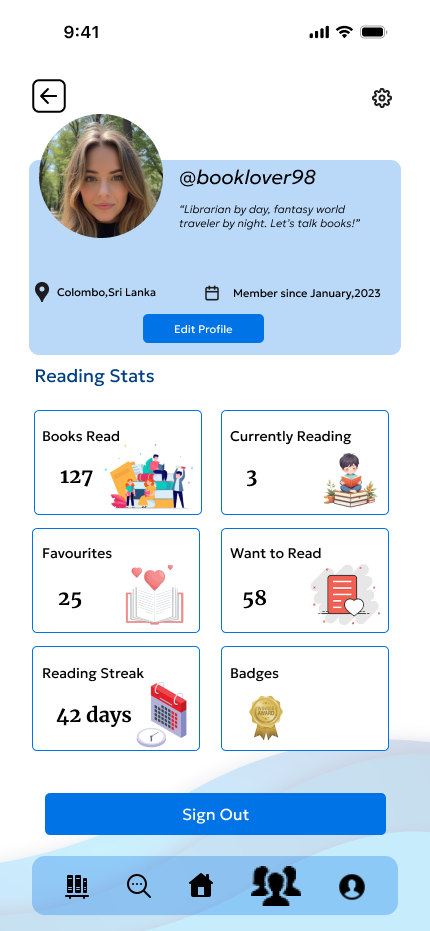 9:41
@booklover98
“Librarian by day, fantasy world
traveler by night. Let’s talk books!”
Colombo,Sri Lanka
Member since January,2023
Edit Profile
Reading Stats
Books Read
127
Currently Reading
3
Favourites
25
Want to Read
58
Reading Streak
42 days
Badges
AWARD
Sign Out